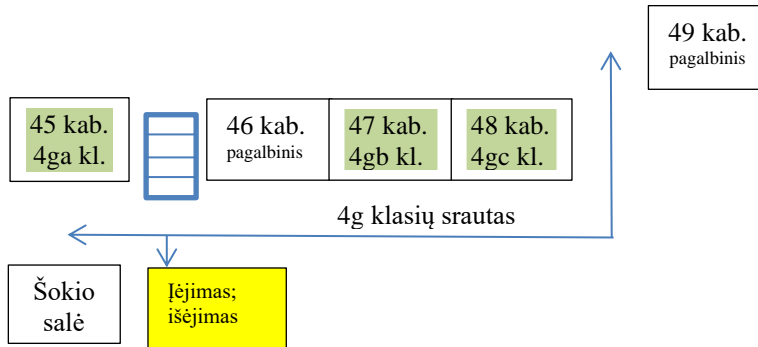 49 kab.
pagalbinis
45 kab.
4ga kl.
46 kab.
pagalbinis
47 kab.
4gb kl.
48 kab.
4gc kl.
4g klasių srautas
Šokio
salė
Įėjimas;
išėjimas